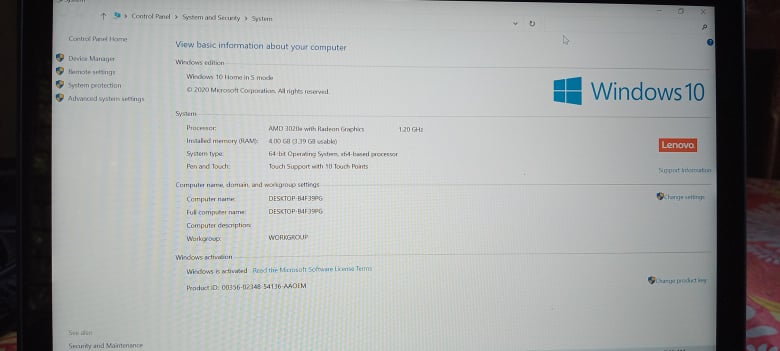 Control Panel > System and Security > System
Control Panel Home
View basic information about your computer
Device Manager
Remote settings
System protection
Advanced system settings
Windows edition
Windows 10 Home in S mode
© 2020 Microsoft Corporation. All rights reserved.
Windows 10
System
Processor: AMD 3020e with Radeon Graphics 1.20 GHz
Installed memory (RAM): 4.00 GB (3.39 GB usable)
System type: 64-bit Operating System, x64-based processor
Pen and Touch: Touch Support with 10 Touch Points
Lenovo
Support Information
Computer name, domain, and workgroup settings
Computer name: DESKTOP-B4F39PG
Full computer name: DESKTOP-B4F39PG
Computer description:
Workgroup: WORKGROUP
Change settings
Windows activation
Windows is activated Read the Microsoft Software License Terms
Product ID: 00356-02348-54136-AAOEM
Change product key
See also
Security and Maintenance